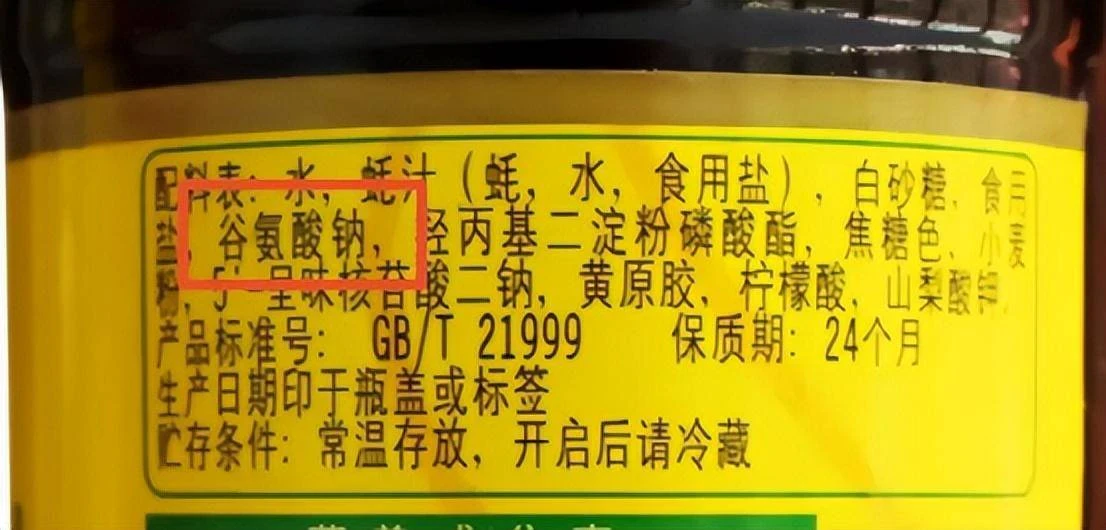 配料表：水，蚝汁（蚝，水，食用盐），白砂糖，食用
盐，谷氨酸钠，羟丙基二淀粉磷酸酯，焦糖色，小麦
粉，5'-呈味核苷酸二钠，黄原胶，柠檬酸，山梨酸钾。
产品标准号：GB/T 21999 保质期：24个月
生产日期印于瓶盖或标签
贮存条件：常温存放，开启后请冷藏